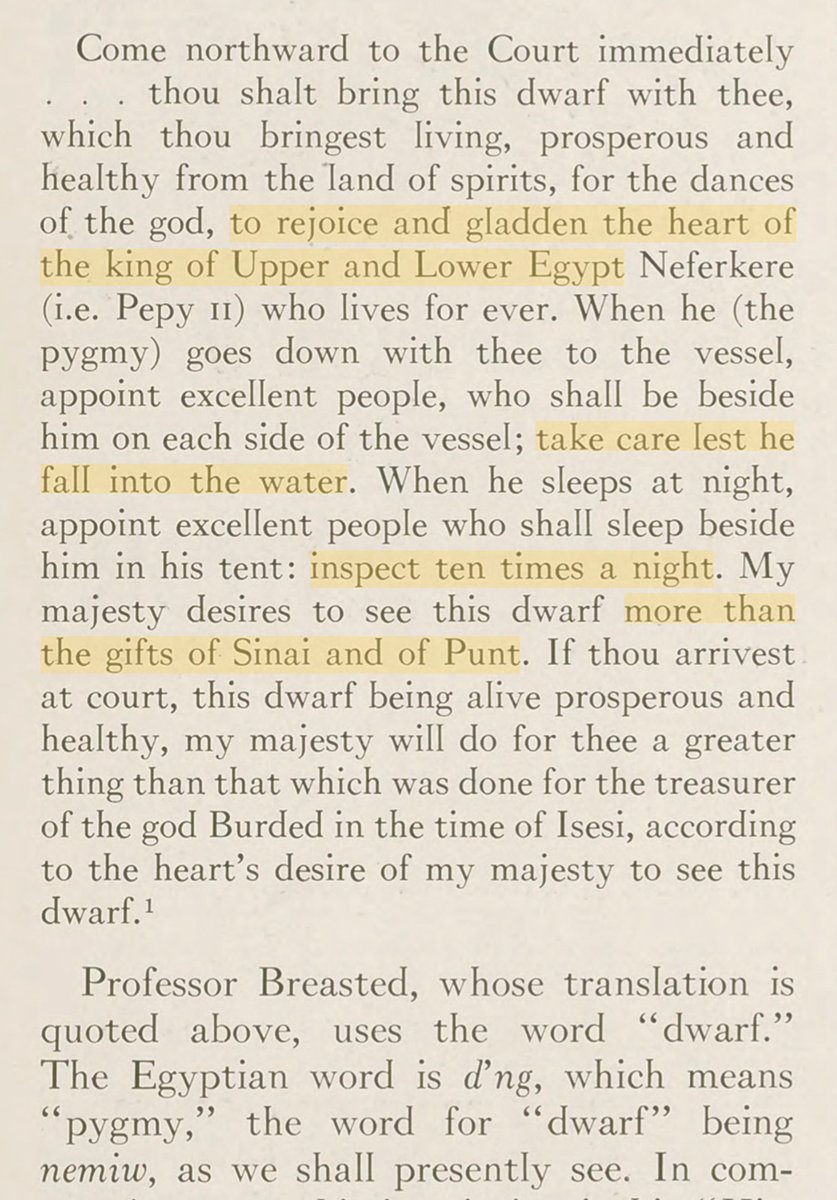 Come northward to the Court immediately
. . . thou shalt bring this dwarf with thee,
which thou bringest living, prosperous and
healthy from the land of spirits, for the dances
of the god, to rejoice and gladden the heart of
the king of Upper and Lower Egypt Neferkere
(i.e. Pepy II) who lives for ever. When he (the
pygmy) goes down with thee to the vessel,
appoint excellent people, who shall be beside
him on each side of the vessel; take care lest he
fall into the water. When he sleeps at night,
appoint excellent people who shall sleep beside
him in his tent: inspect ten times a night. My
majesty desires to see this dwarf more than
the gifts of Sinai and of Punt. If thou arrivest
at court, this dwarf being alive prosperous and
healthy, my majesty will do for thee a greater
thing than that which was done for the treasurer
of the god Burded in the time of Isesi, according
to the heart’s desire of my majesty to see this
dwarf.¹
Professor Breasted, whose translation is
quoted above, uses the word “dwarf.”
The Egyptian word is d’ng, which means
“pygmy,” the word for “dwarf” being
nemiw, as we shall presently see. In com-